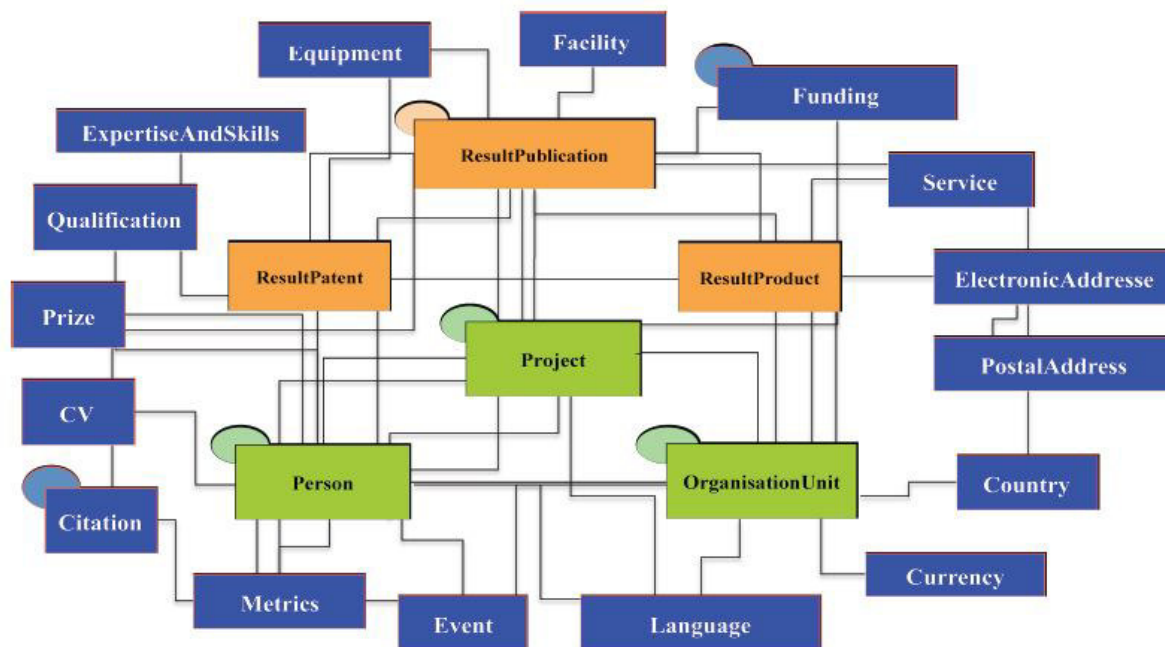 Facility
Equipment
Funding
ExpertiseAndSkills
ResultPublication
Service
Qualification
ResultPatent
ResultProduct
ElectronicAddresse
Prize
Project
PostalAddress
CV
Person
OrganisationUnit
Country
Citation
Currency
Metrics
Event
Language